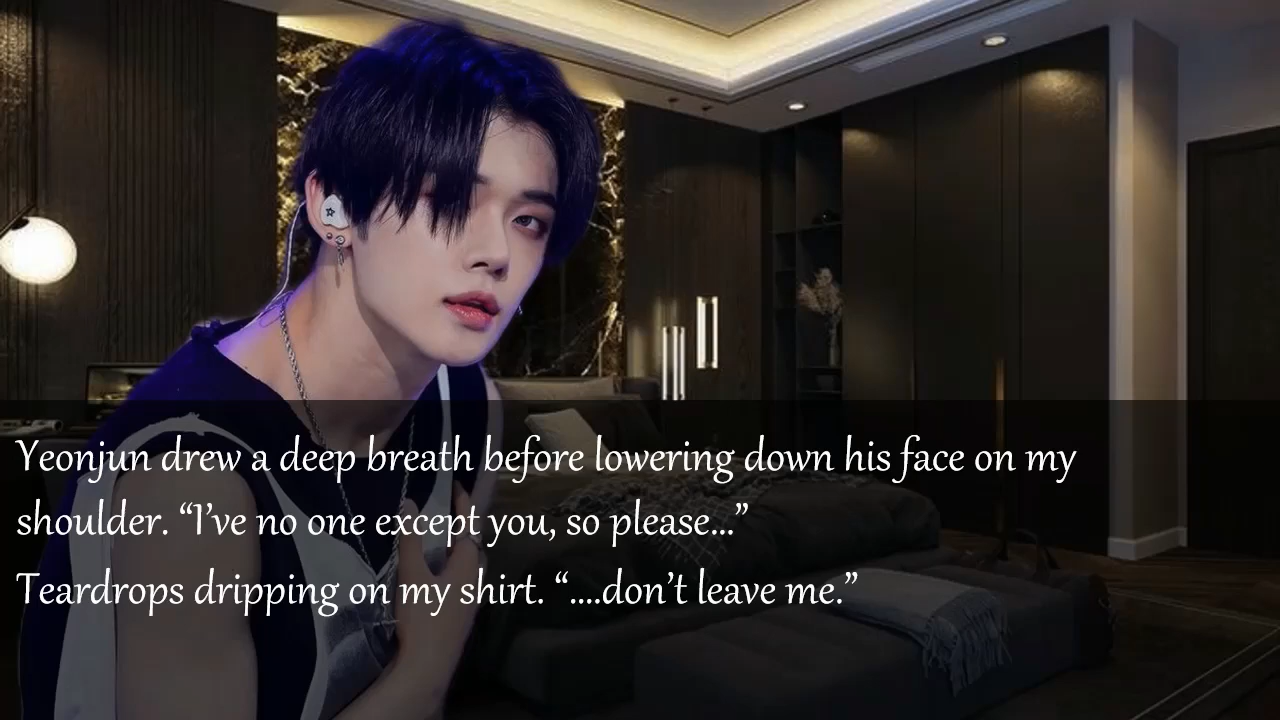 Yeonjun drew a deep breath before lowering down his face on my
shoulder. “I’ve no one except you, so please...”
Teardrops dripping on my shirt. “....don’t leave me.”